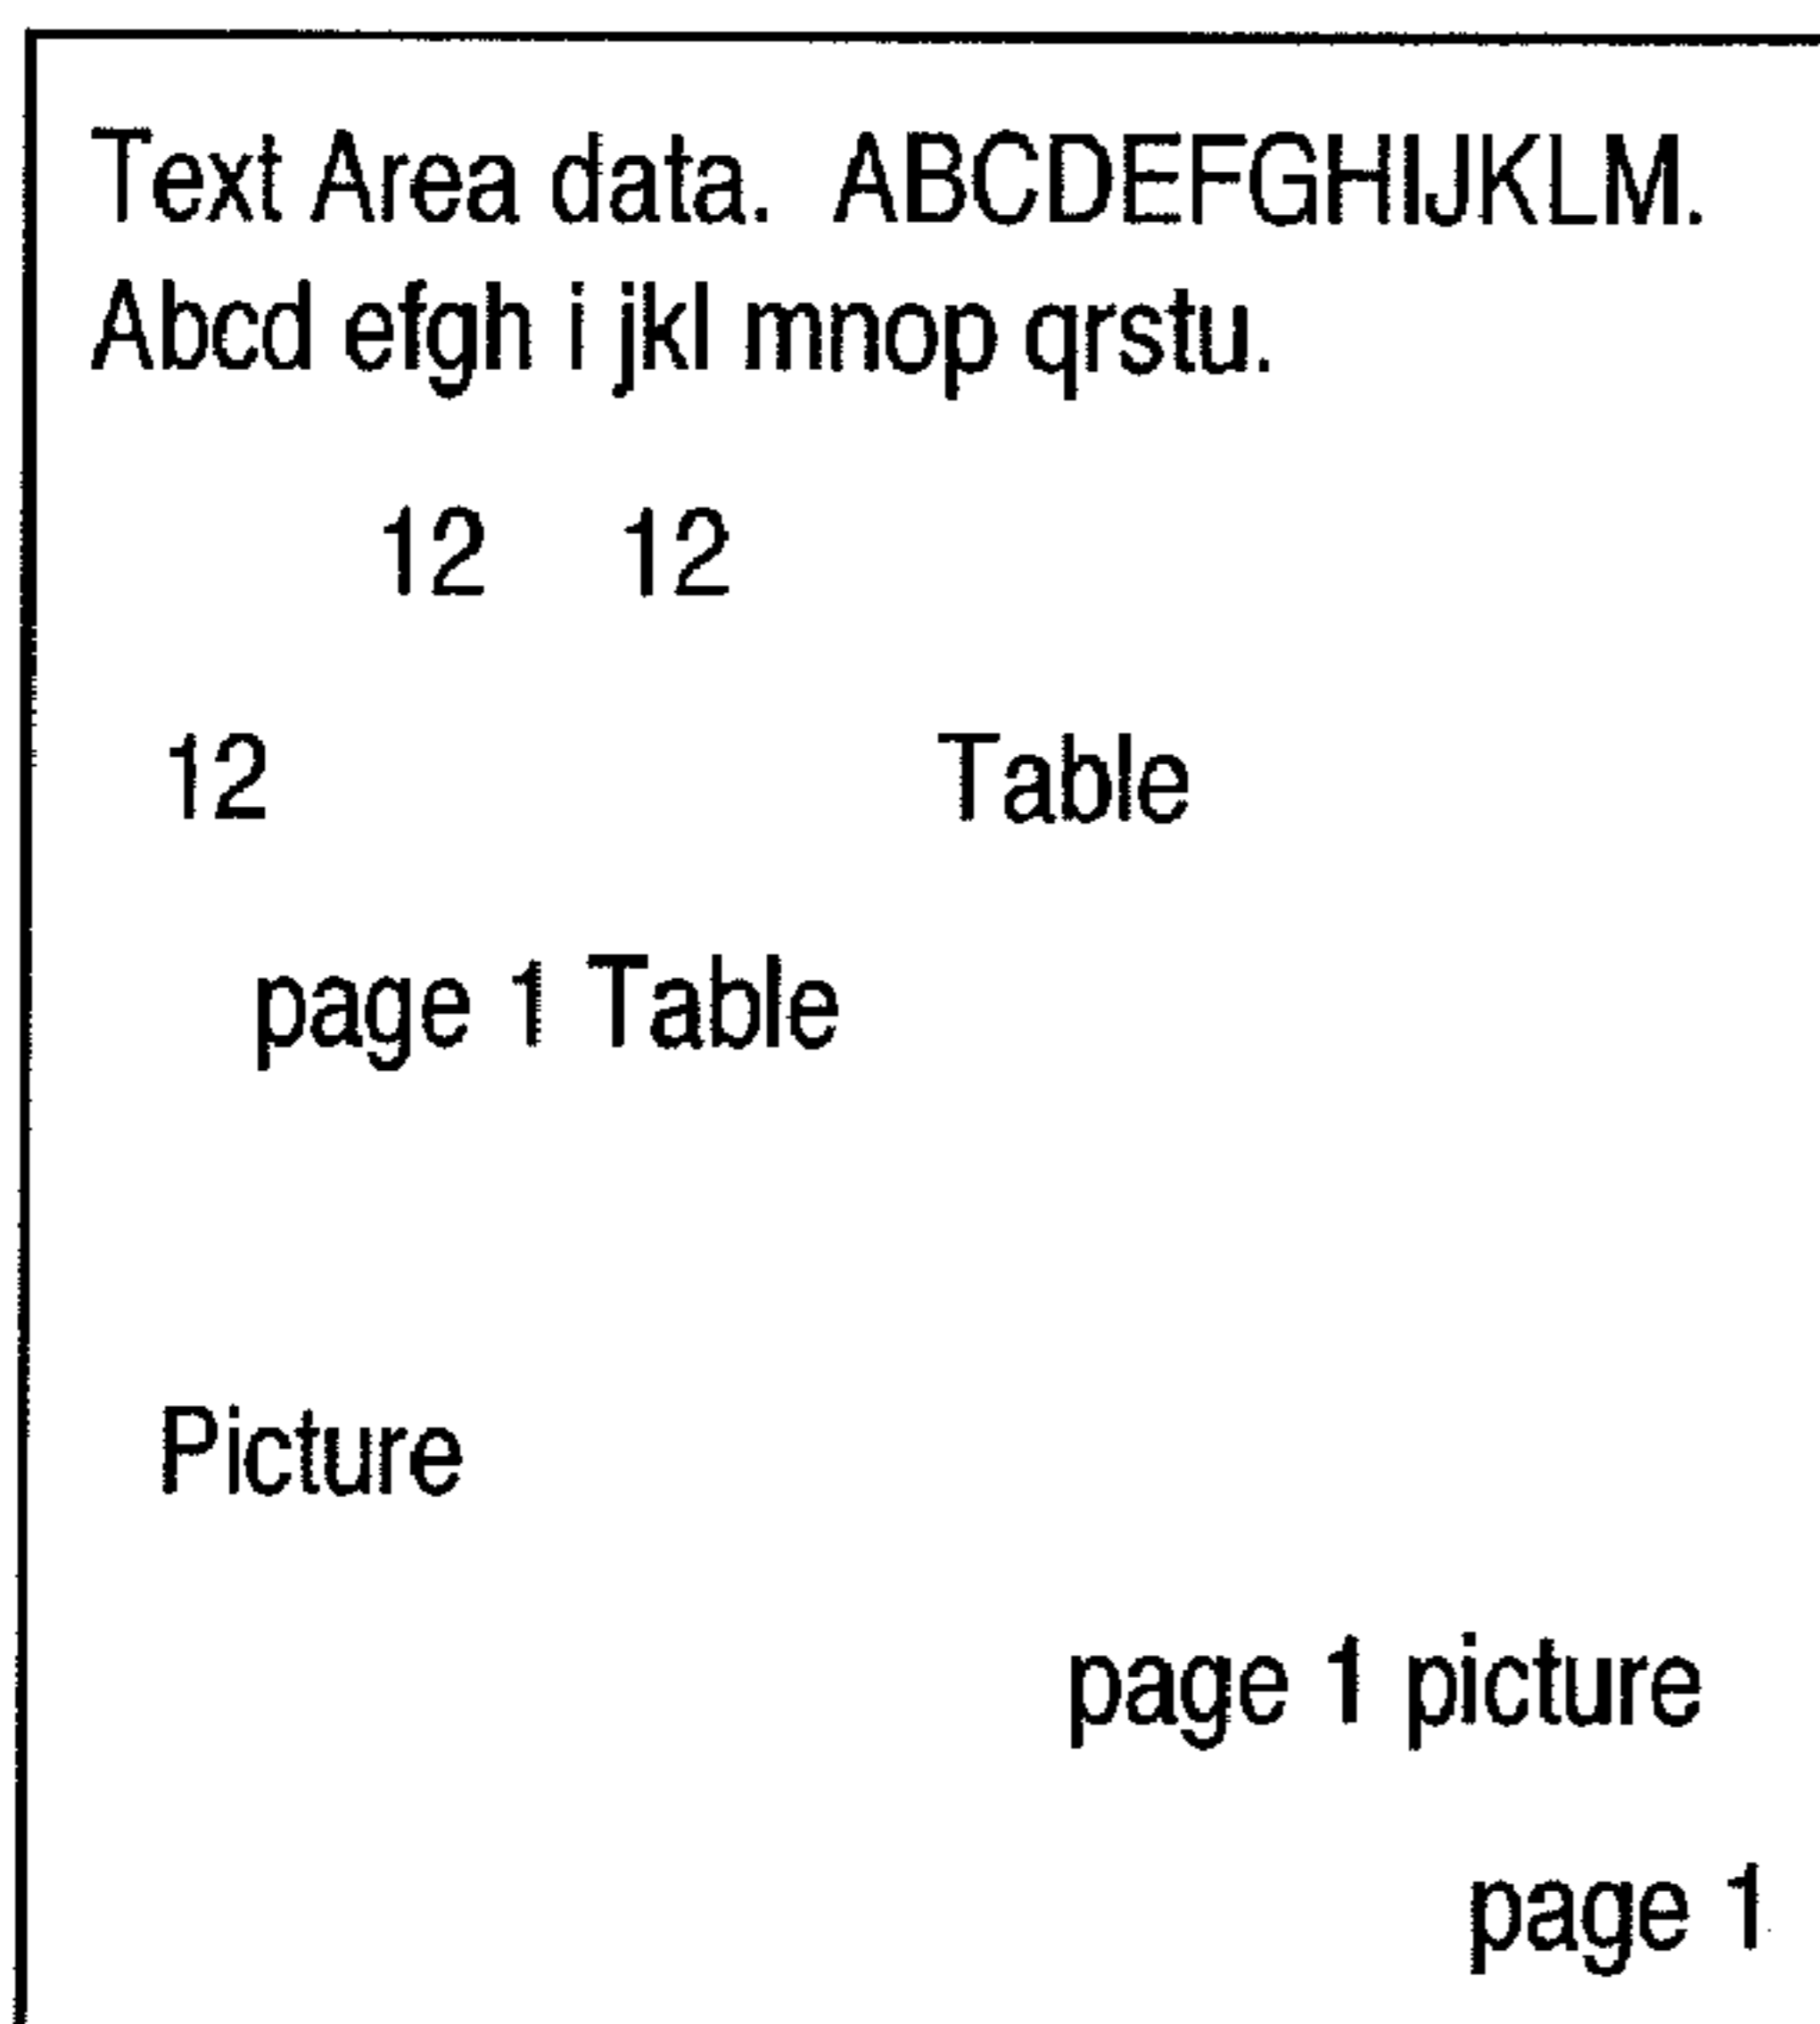 Text Area data.  ABCDEFGHIJKLM.
Abcd efgh i jkl mnop qrstu.
12 12
12 Table
page 1 Table
Picture
page 1 picture
page 1